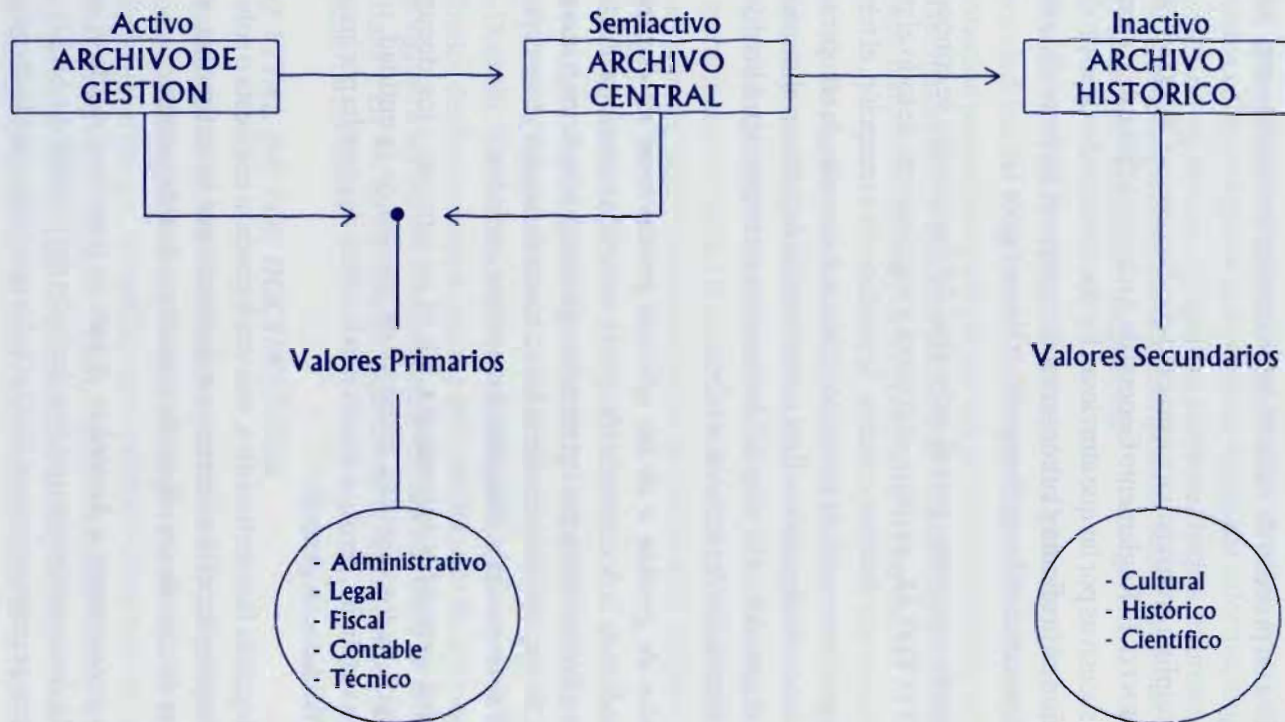 Activo
ARCHIVO DE
GESTION
Semiactivo
ARCHIVO
CENTRAL
Inactivo
ARCHIVO
HISTORICO
Valores Primarios
Valores Secundarios
- Administrativo
- Legal
- Fiscal
- Contable
- Técnico
- Cultural
- Histórico
- Científico